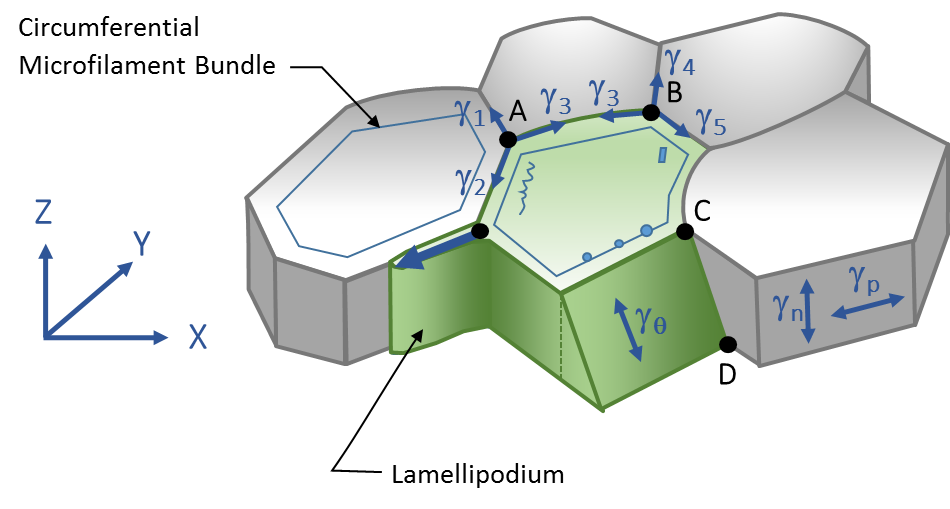 Circumferential
Microfilament Bundle
γ4
B
γ1
A
γ3
γ3
γ5
γ2
C
Z
Y
X
γθ
γn
γp
D
Lamellipodium